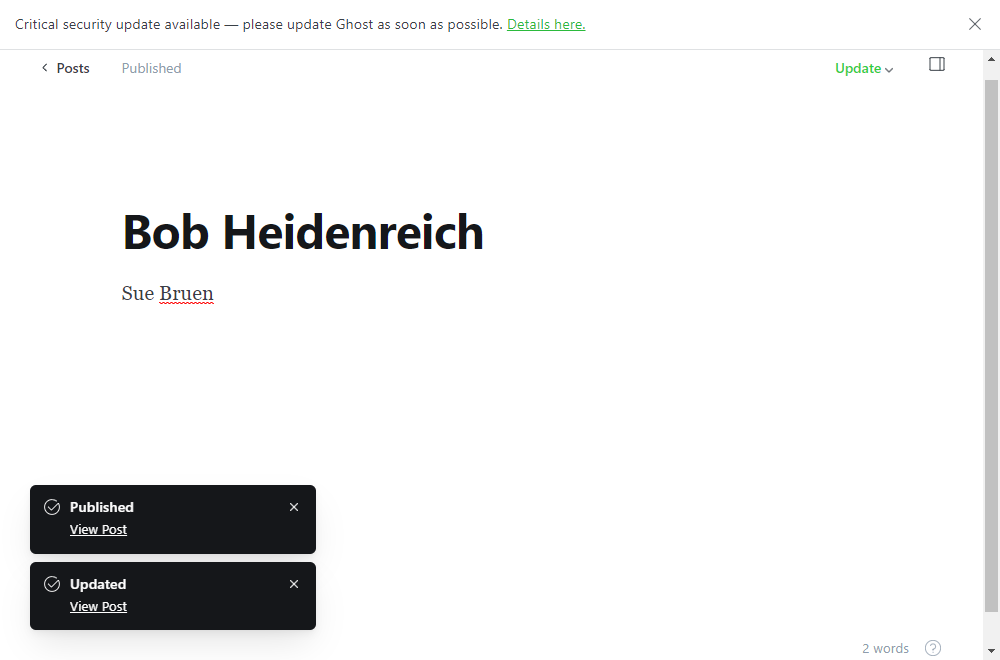 Critical security update available — please update Ghost as soon as possible. Details here.
Posts
Published
Update
Bob Heidenreich
Sue Bruen
Published
View Post
Updated
View Post
2 words
?